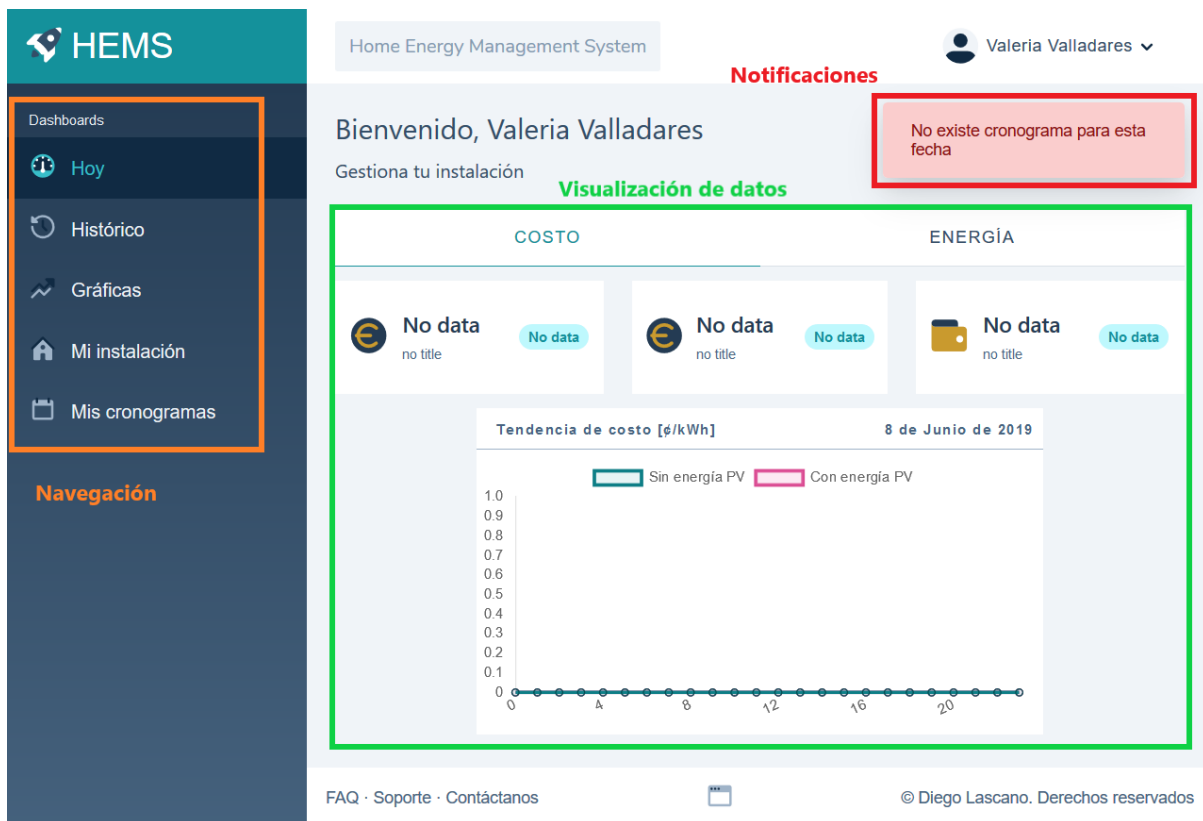 HEMS
Home Energy Management System
Valeria Valladares
Notificaciones
Dashboards
Hoy
Histórico
Gráficas
Mi instalación
Mis cronogramas
Navegación
Bienvenido, Valeria Valladares
Gestiona tu instalación
No existe cronograma para esta
fecha
Visualización de datos
COSTO
ENERGÍA
No data
no title
No data
No data
no title
No data
No data
no title
No data
Tendencia de costo [¢/kWh]
8 de Junio de 2019
Sin energía PV
Con energía PV
1.0
0.9
0.8
0.7
0.6
0.5
0.4
0.3
0.2
0.1
0
0 4 8 12 16 20
FAQ · Soporte · Contáctanos
© Diego Lascano. Derechos reservados